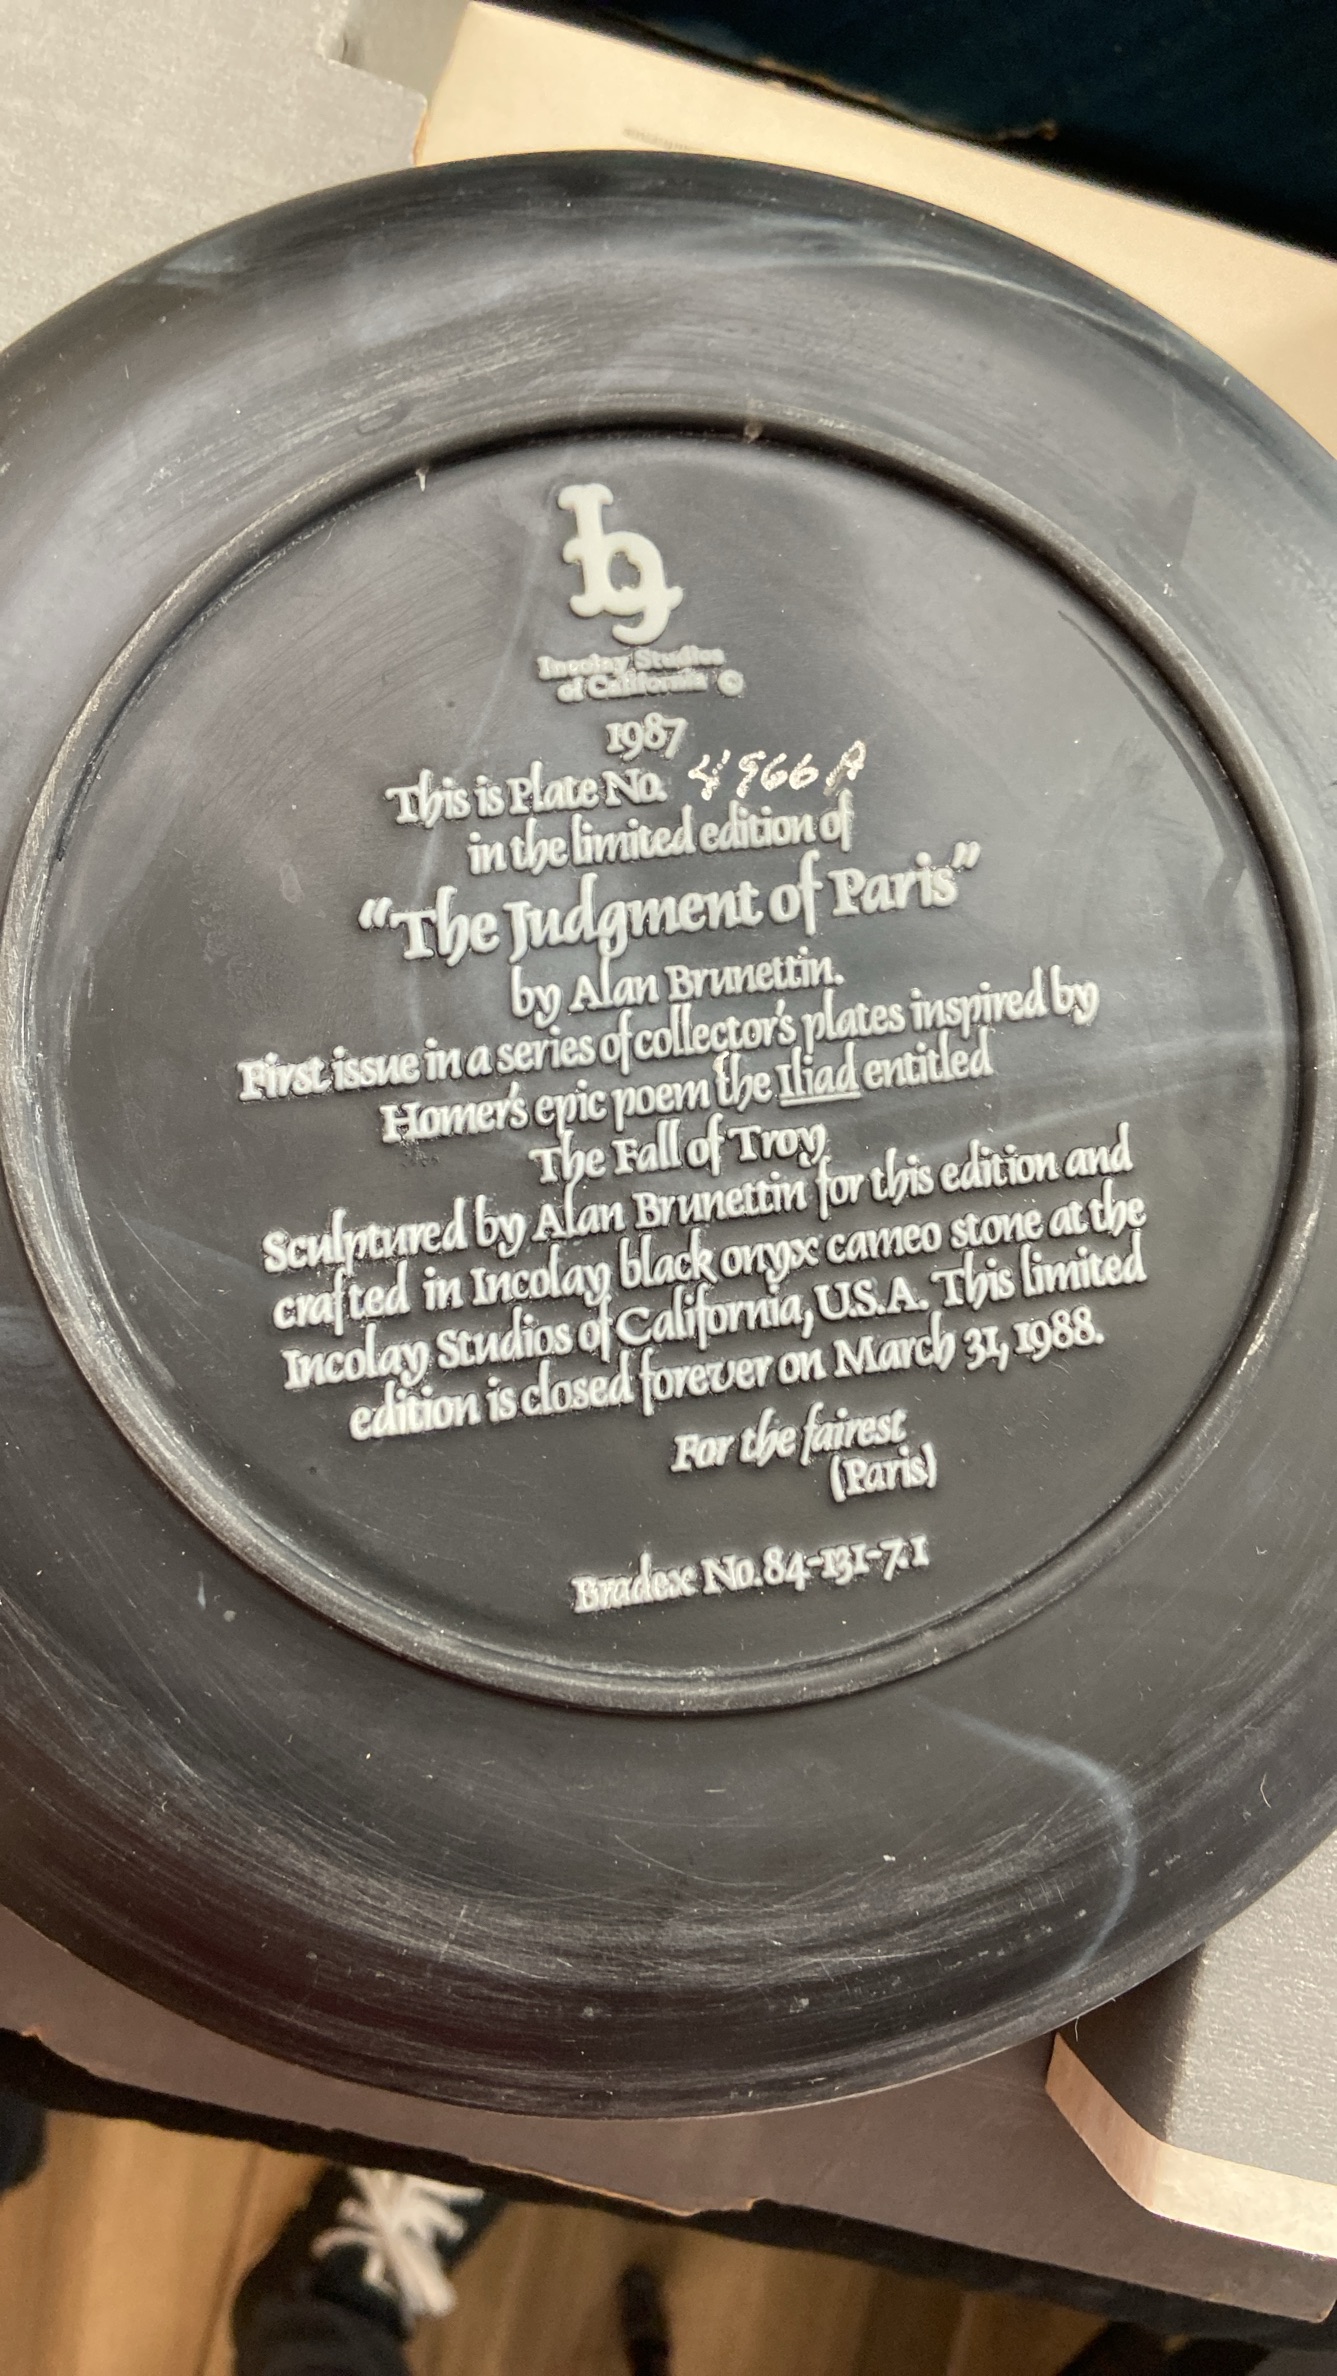 Incolay Studios
of California ©
1987
This is Plate No. 4966A
in the limited edition of
"The Judgment of Paris"
by Alan Brunettin.
First issue in a series of collector's plates inspired by
Homer's epic poem the Iliad entitled
The Fall of Troy.
Sculptured by Alan Brunettin for this edition and
crafted in Incolay black onyx cameo stone at the
Incolay Studios of California, U.S.A. This limited
edition is closed forever on March 31, 1988.
For the fairest
(Paris)
Bradex No. 84-131-7.1